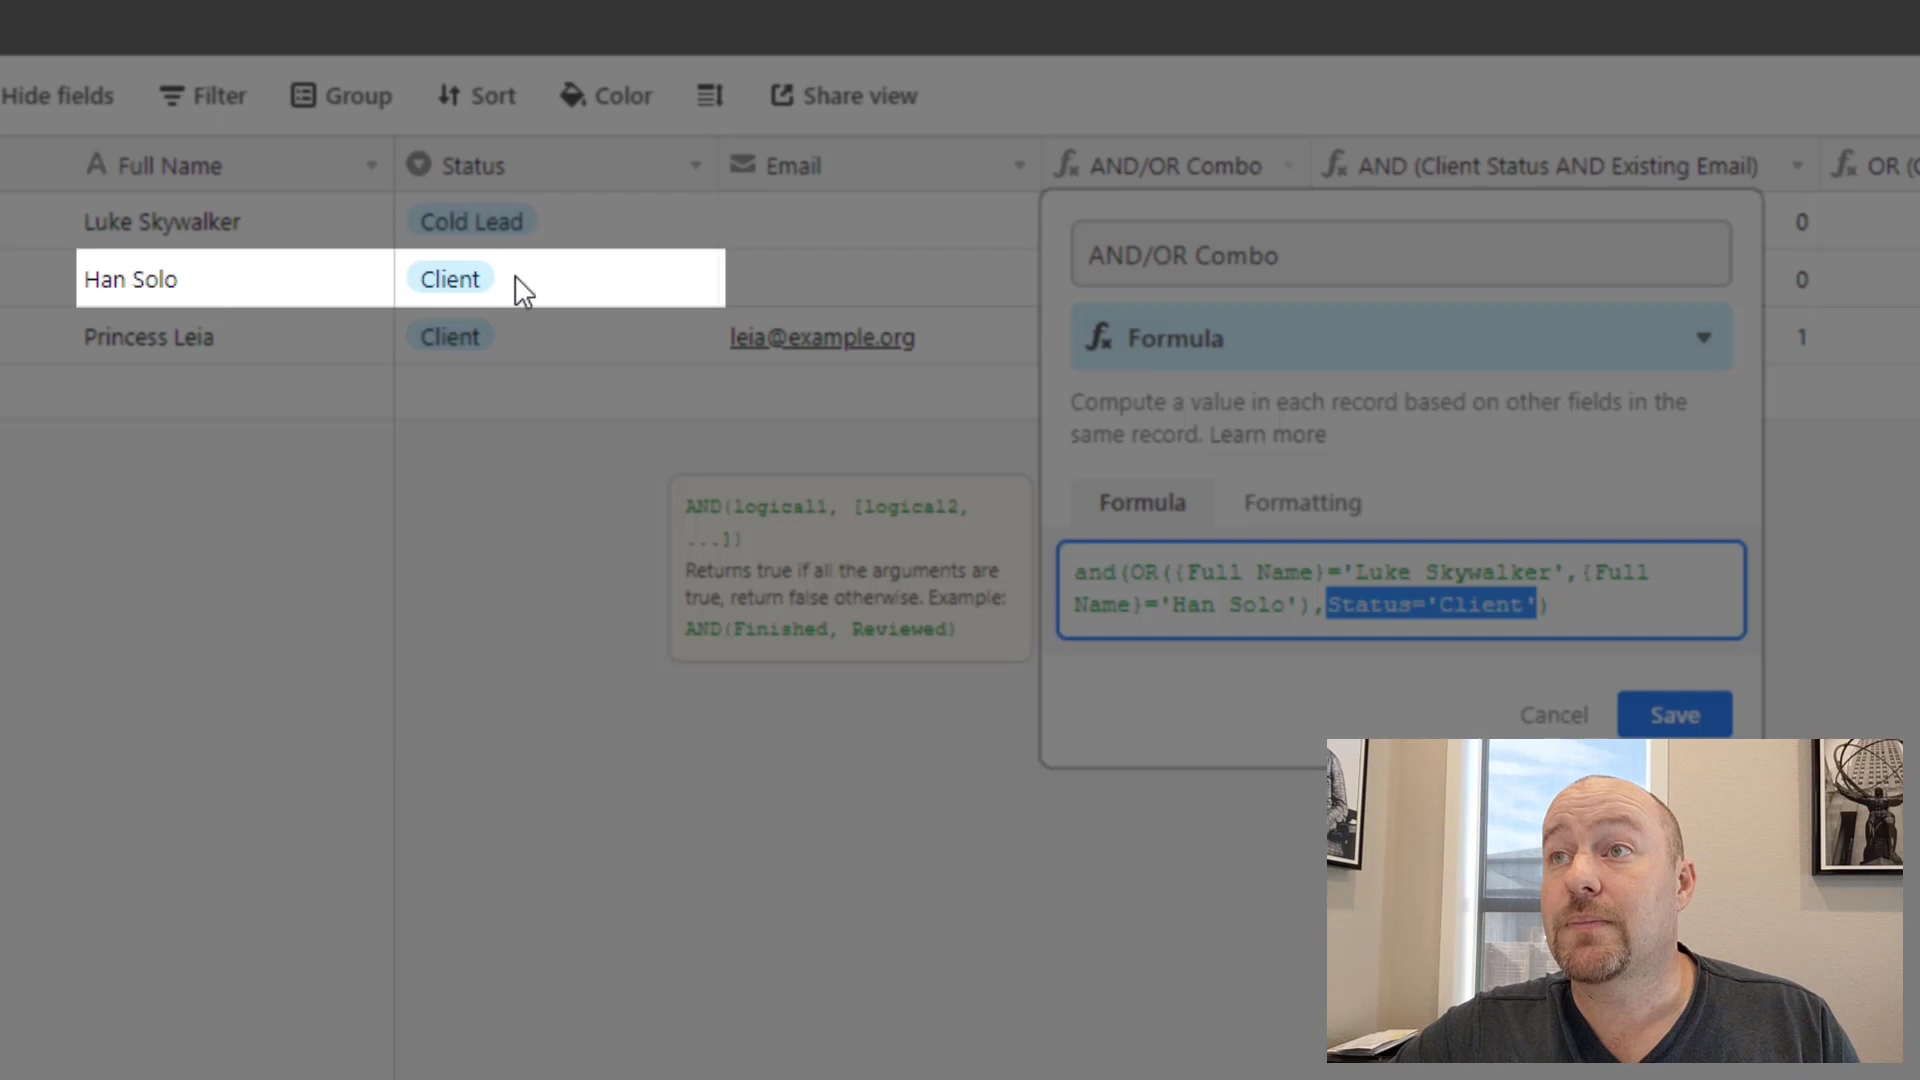 Hide fields Filter Group Sort Color Share view
Full Name Status Email AND/OR Combo AND (Client Status AND Existing Email) OR (
Luke Skywalker Cold Lead 0
Han Solo Client 0
Princess Leia Client leia@example.org 1
AND/OR Combo
Formula
Compute a value in each record based on other fields in the
same record. Learn more
Formula Formatting
AND(logical1, [logical2,
...])
Returns true if all the arguments are
true, return false otherwise. Example:
AND(Finished, Reviewed)
and(OR({Full Name}='Luke Skywalker',{Full
Name}='Han Solo'),Status='Client')
Cancel Save